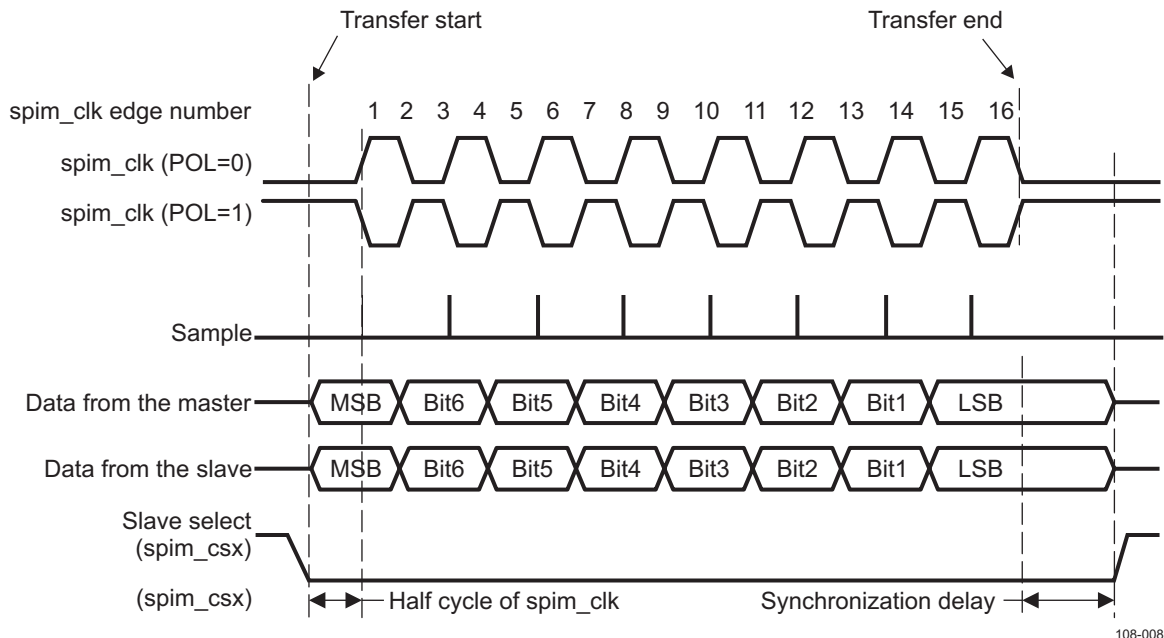 Transfer start
Transfer end
spim_clk edge number
1 2 3 4 5 6 7 8 9 10 11 12 13 14 15 16
spim_clk (POL=0)
spim_clk (POL=1)
Sample
Data from the master
MSB Bit6 Bit5 Bit4 Bit3 Bit2 Bit1 LSB
Data from the slave
MSB Bit6 Bit5 Bit4 Bit3 Bit2 Bit1 LSB
Slave select
(spim_csx)
(spim_csx)
Half cycle of spim_clk
Synchronization delay
108-008